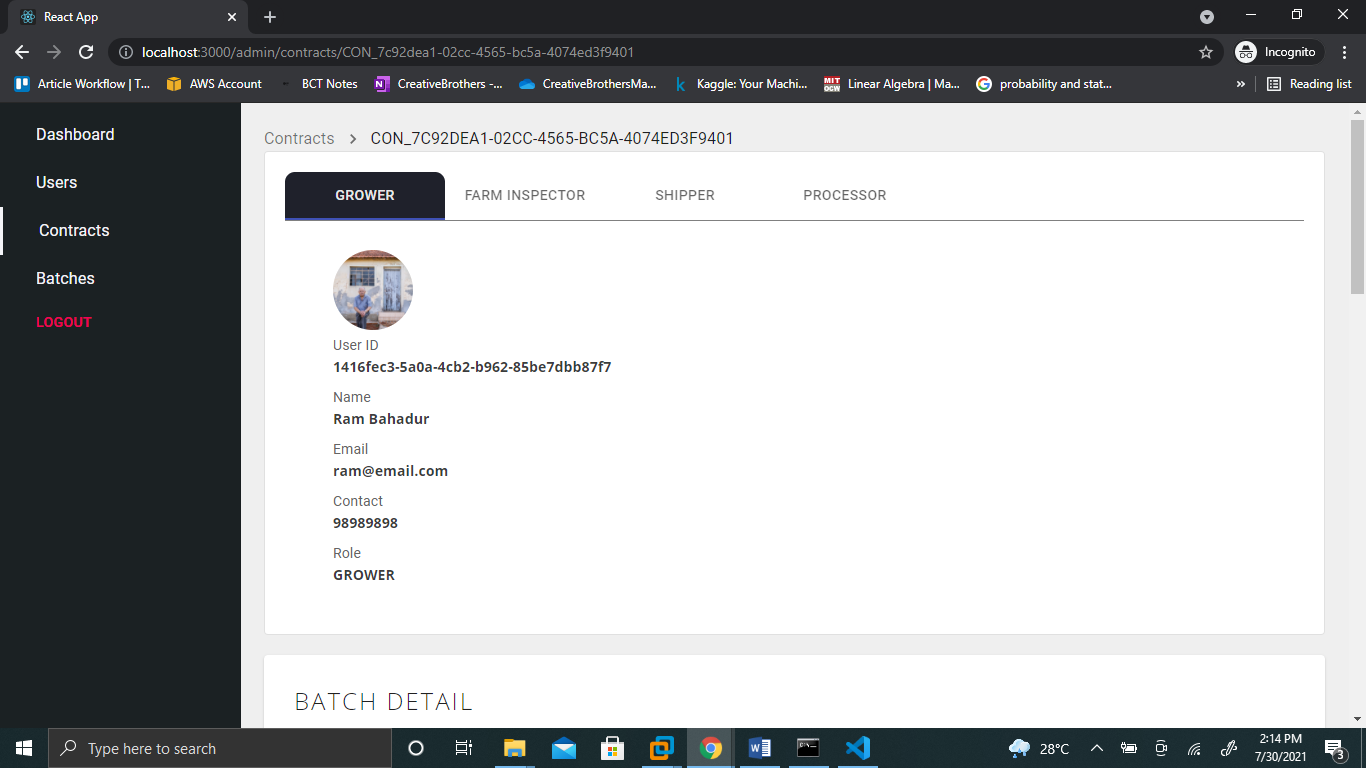 React App
localhost:3000/admin/contracts/CON_7c92dea1-02cc-4565-bc5a-4074ed3f9401
Incognito
Article Workflow | T...
AWS Account
BCT Notes
CreativeBrothers -...
CreativeBrothersMa...
Kaggle: Your Machi...
MIT OCW
Linear Algebra | Ma...
probability and stat...
»
Reading list
Dashboard
Users
Contracts
Batches
LOGOUT
Contracts > CON_7C92DEA1-02CC-4565-BC5A-4074ED3F9401
GROWER FARM INSPECTOR SHIPPER PROCESSOR
User ID
1416fec3-5a0a-4cb2-b962-85be7dbb87f7
Name
Ram Bahadur
Email
ram@email.com
Contact
98989898
Role
GROWER
BATCH DETAIL
Type here to search
28°C
2:14 PM
7/30/2021
3